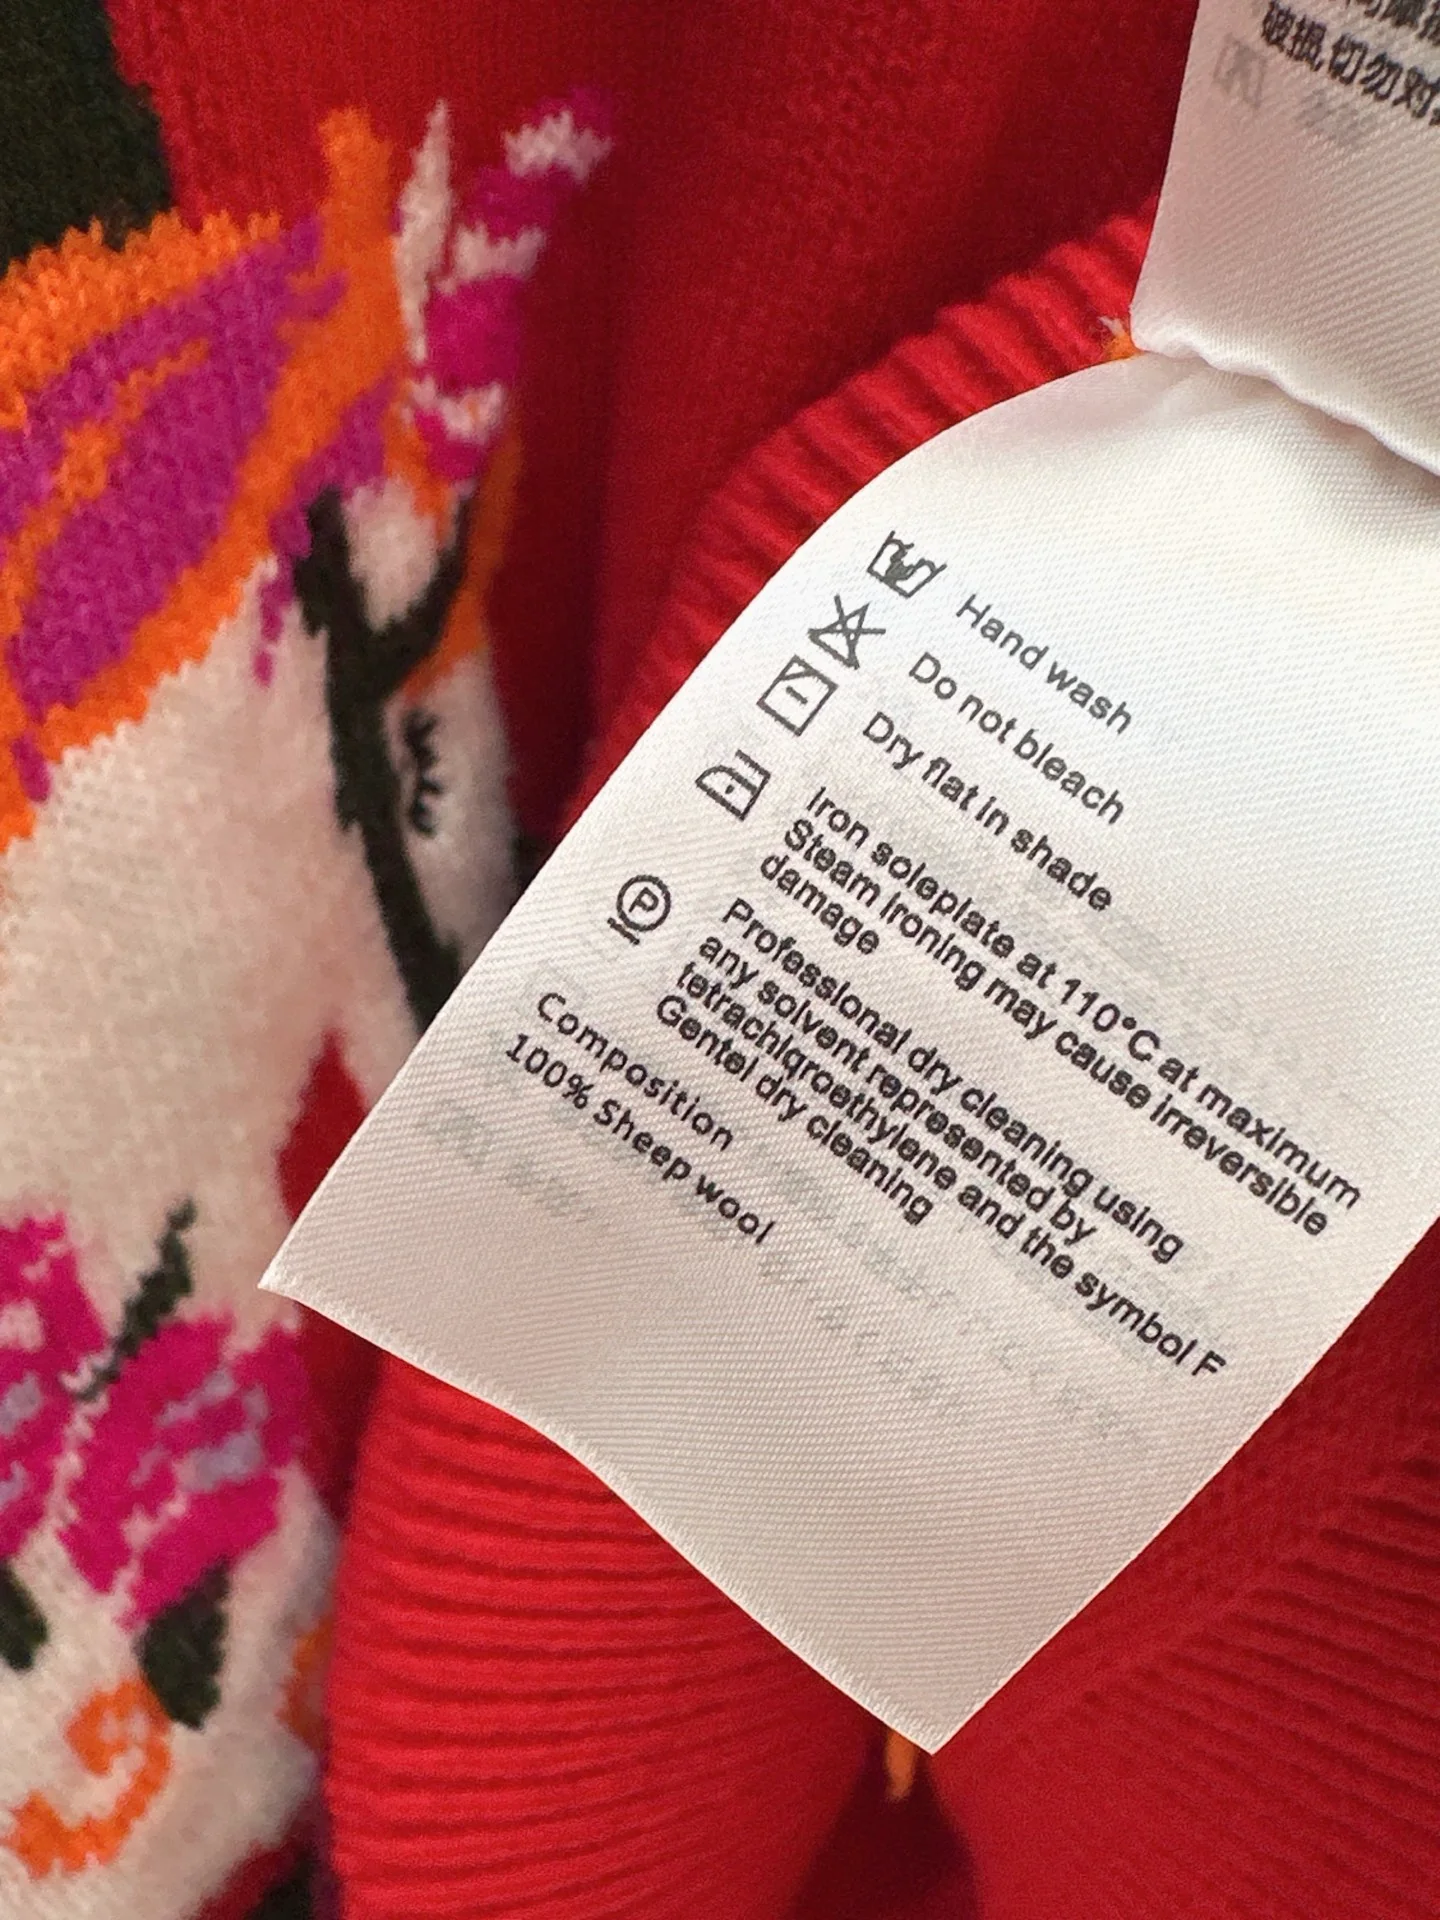 破损,切勿对
Hand wash
Do not bleach
Dry flat in shade
Iron soleplate at 110°C at maximum
Steam ironing may cause irreversible
damage
P
Professional dry cleaning using
any solvent represented by
tetrachlqroethylene and the symbol F
Gentel dry cleaning
Composition
100% Sheep wool